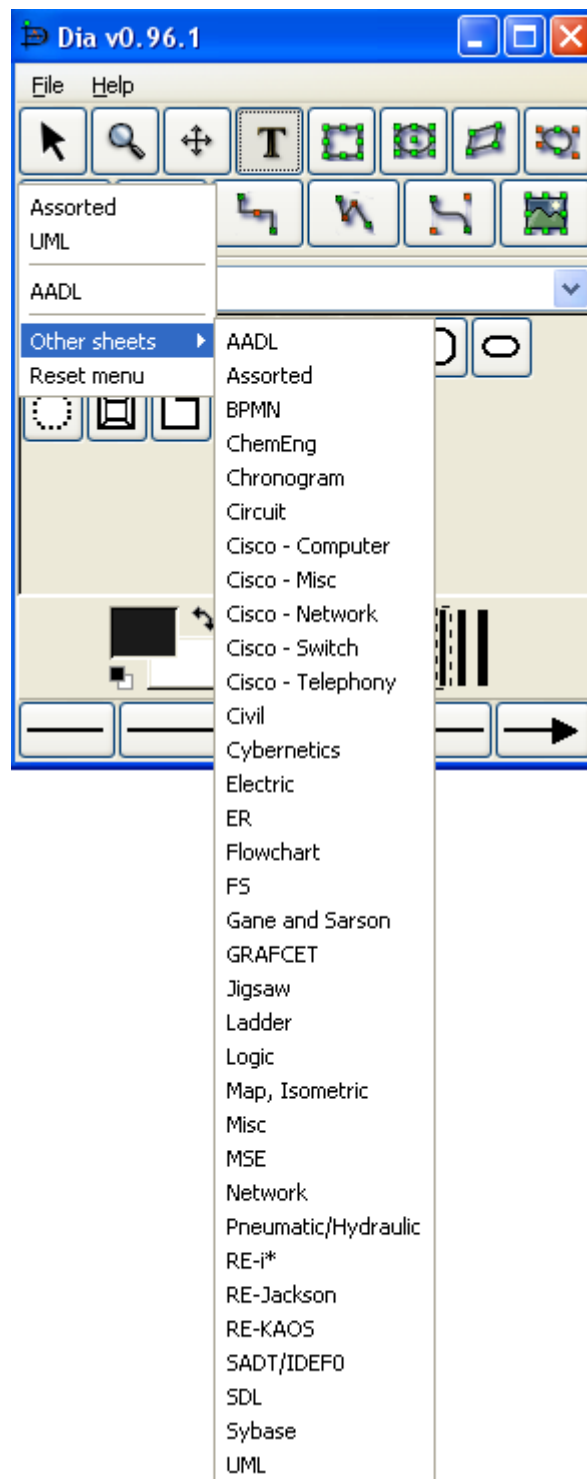 Dia v0.96.1
File Help
T
Assorted
UML
AADL
Other sheets
Reset menu
AADL
Assorted
BPMN
ChemEng
Chronogram
Circuit
Cisco - Computer
Cisco - Misc
Cisco - Network
Cisco - Switch
Cisco - Telephony
Civil
Cybernetics
Electric
ER
Flowchart
FS
Gane and Sarson
GRAFCET
Jigsaw
Ladder
Logic
Map, Isometric
Misc
MSE
Network
Pneumatic/Hydraulic
RE-i*
RE-Jackson
RE-KAOS
SADT/IDEF0
SDL
Sybase
UML